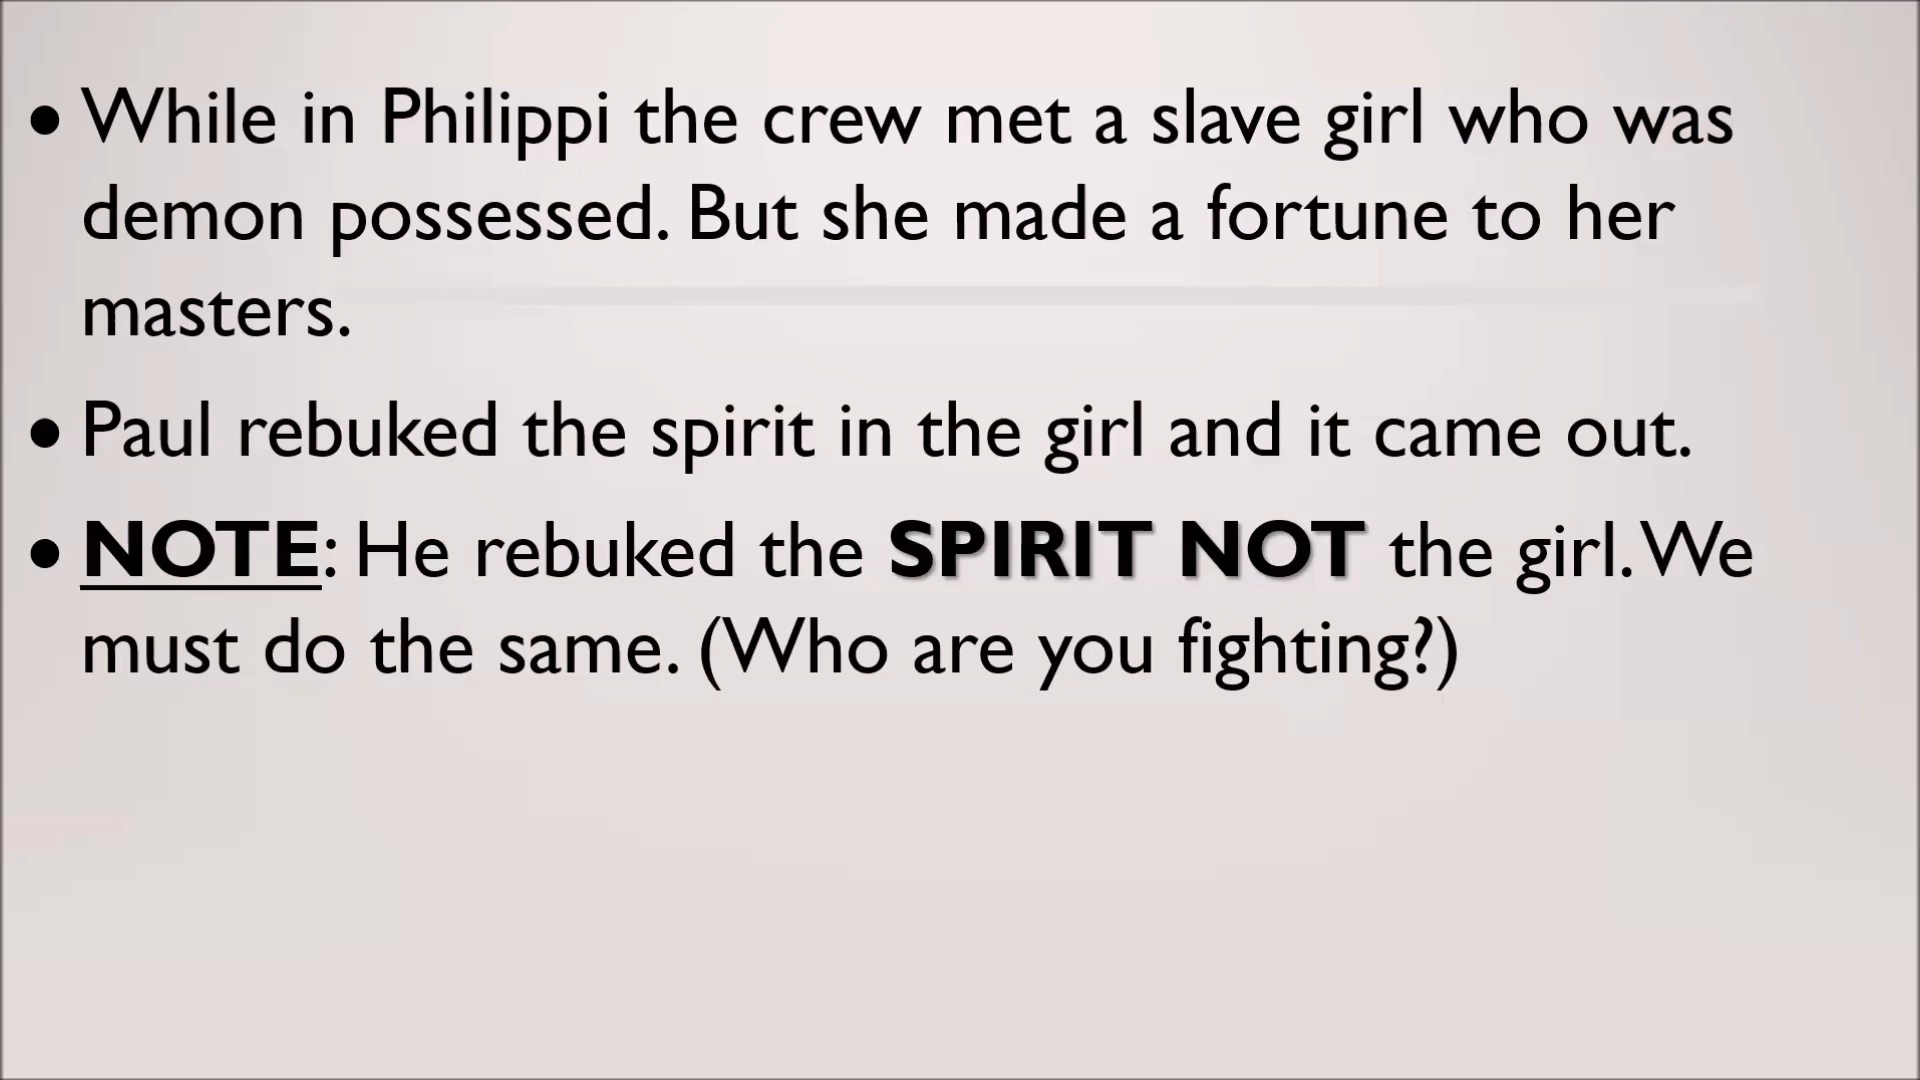 • While in Philippi the crew met a slave girl who was
demon possessed. But she made a fortune to her
masters.
• Paul rebuked the spirit in the girl and it came out.
• NOTE: He rebuked the SPIRIT NOT the girl. We
must do the same. (Who are you fighting?)